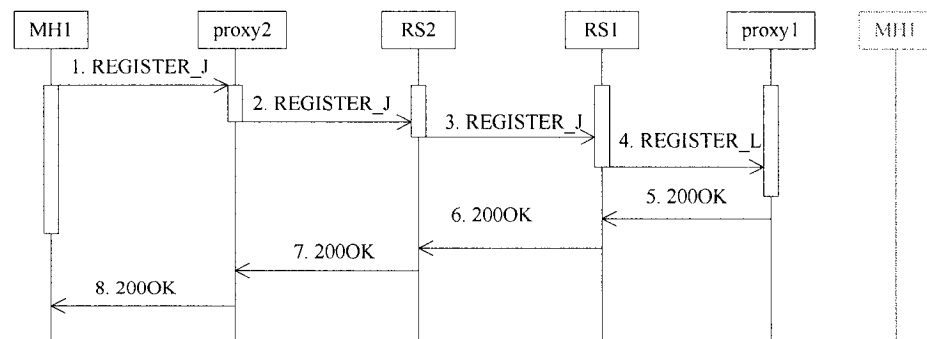 MH1
proxy2
RS2
RS1
proxy1
MH1
1. REGISTER_J
2. REGISTER_J
3. REGISTER_J
4. REGISTER_L
5. 200OK
6. 200OK
7. 200OK
8. 200OK